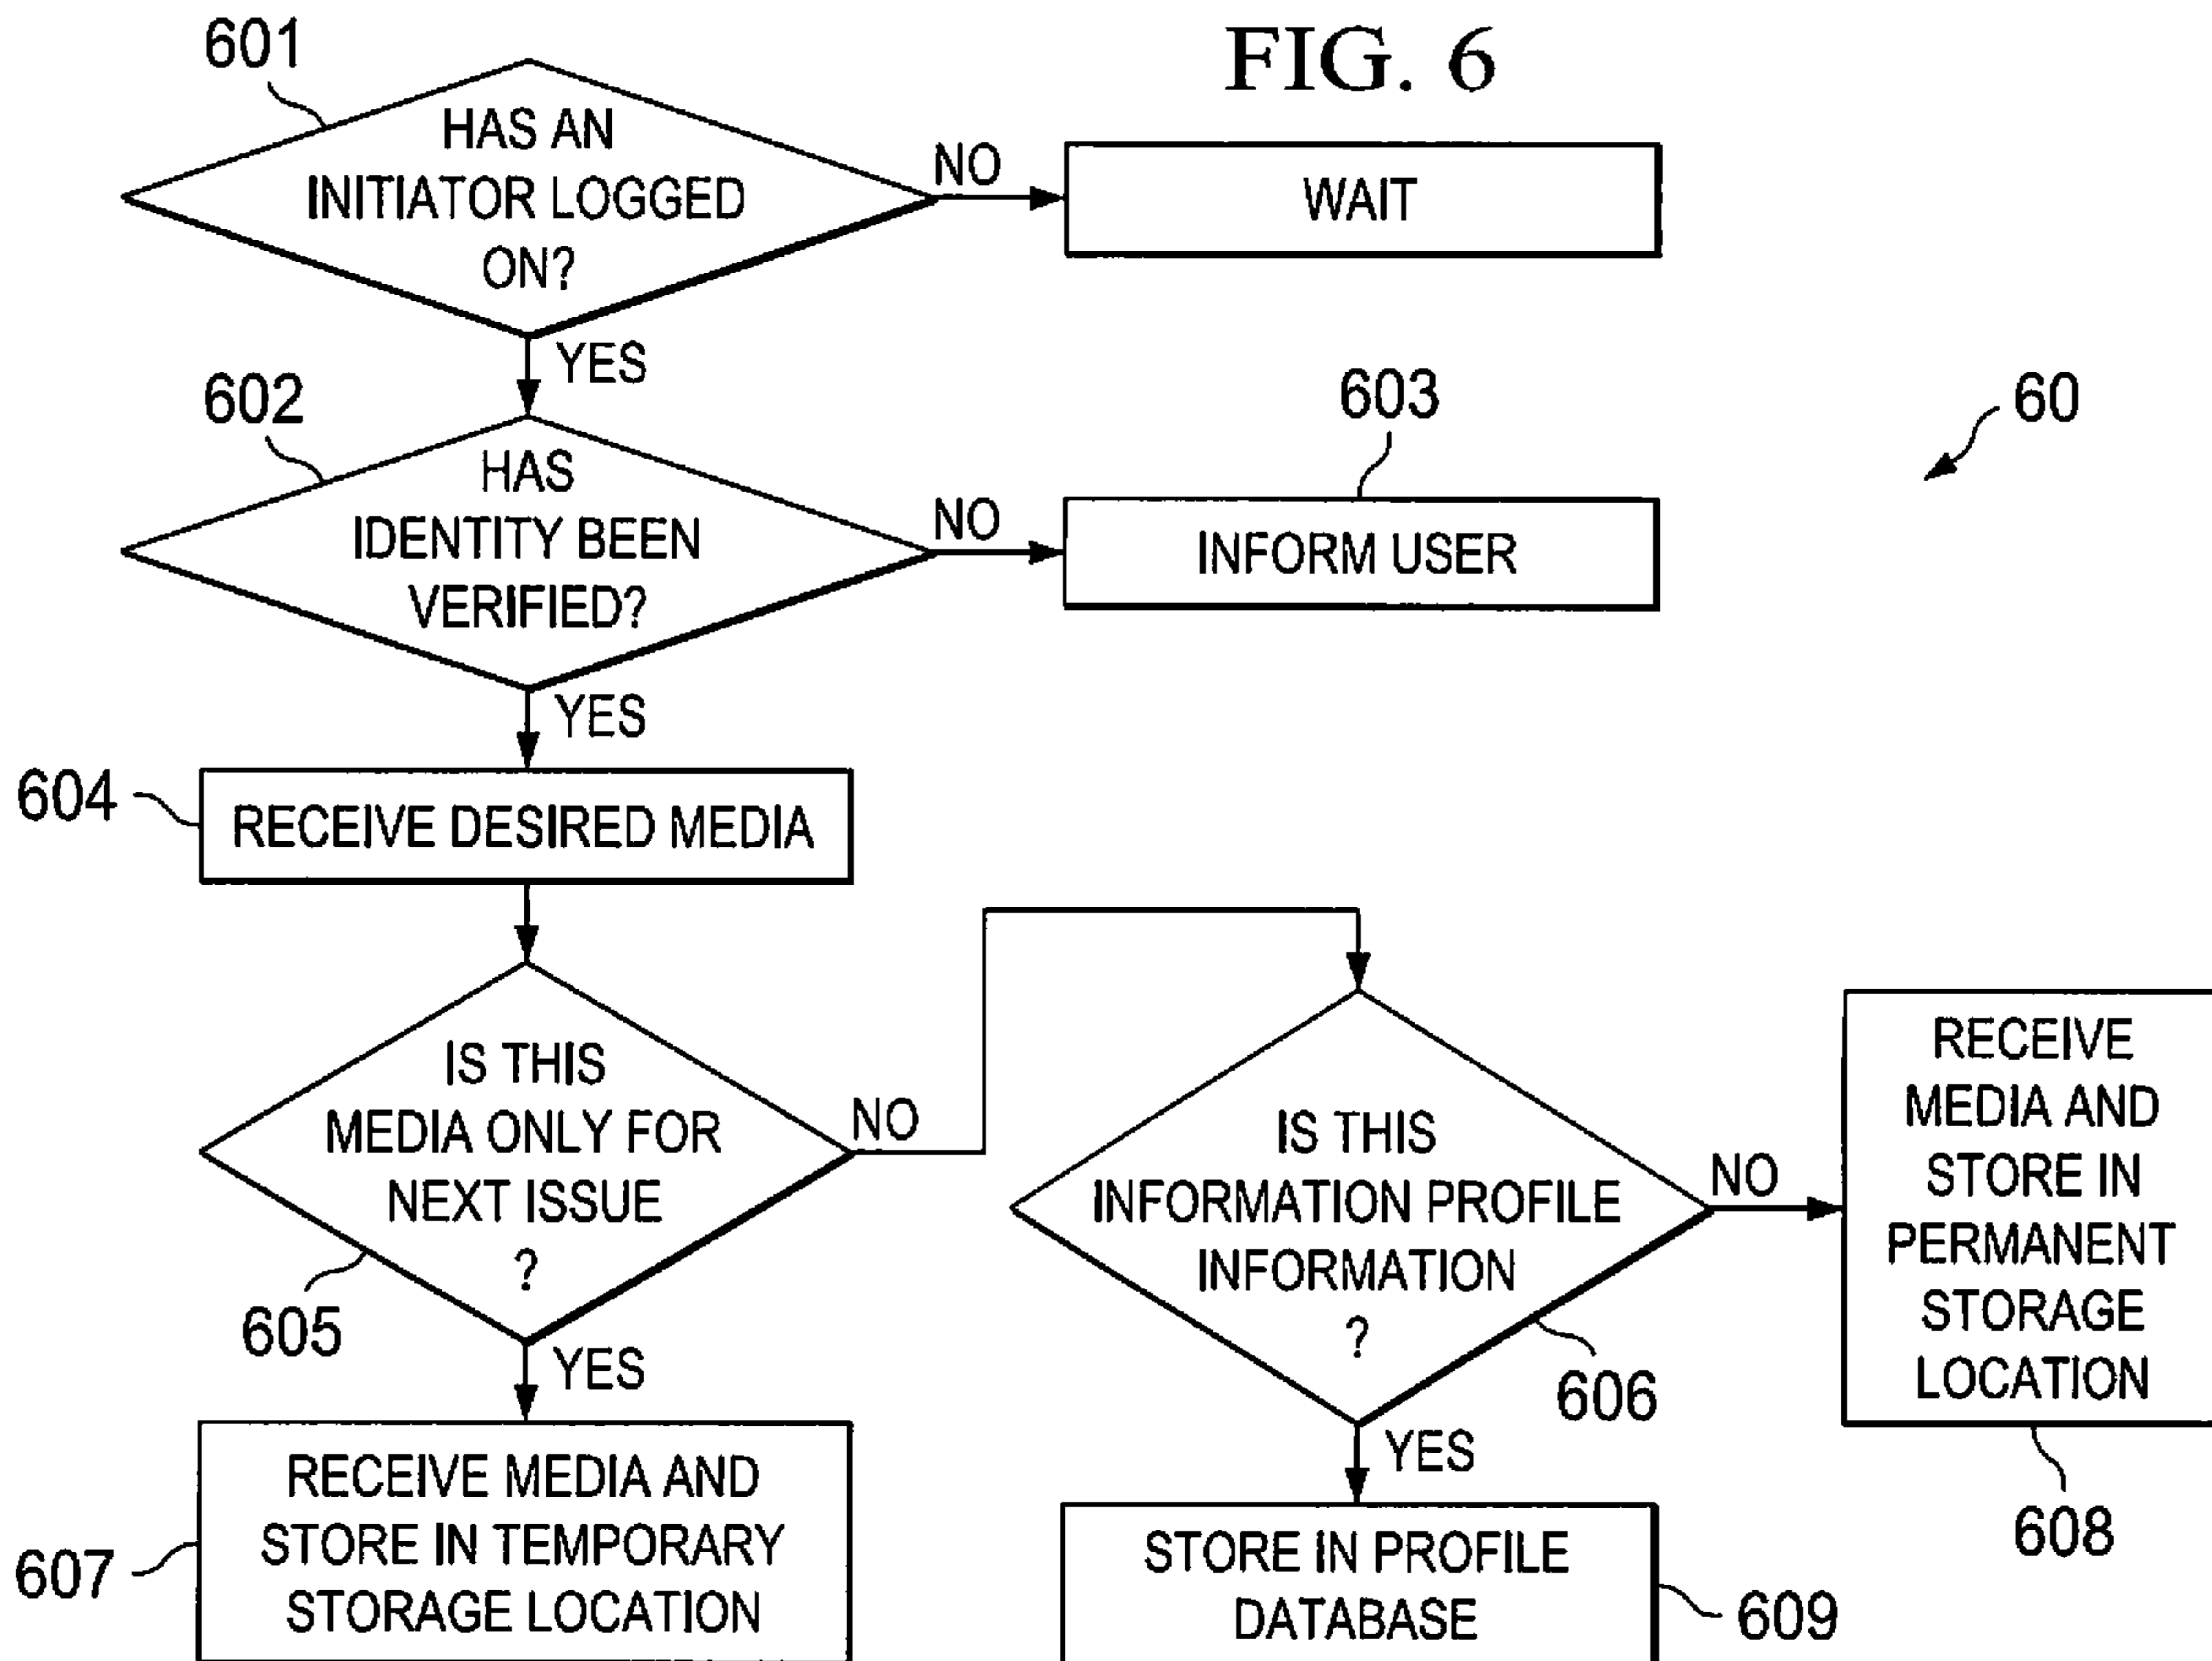 FIG. 6
601
HAS AN
INITIATOR LOGGED
ON?
NO
WAIT
YES
602
HAS
IDENTITY BEEN
VERIFIED?
NO
603
INFORM USER
60
YES
604
RECEIVE DESIRED MEDIA
IS THIS
MEDIA ONLY FOR
NEXT ISSUE
?
605
NO
YES
607
RECEIVE MEDIA AND
STORE IN TEMPORARY
STORAGE LOCATION
IS THIS
INFORMATION PROFILE
INFORMATION
?
606
NO
RECEIVE
MEDIA AND
STORE IN
PERMANENT
STORAGE
LOCATION
608
YES
STORE IN PROFILE
DATABASE
609